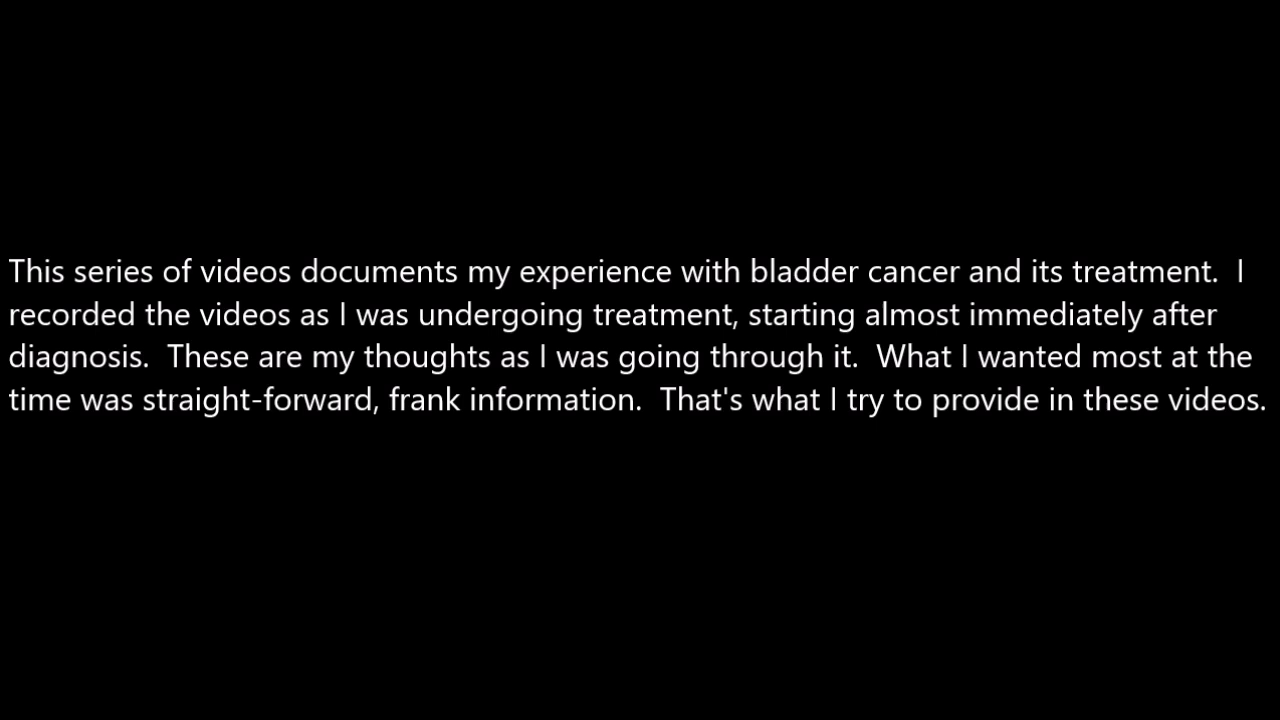 This series of videos documents my experience with bladder cancer and its treatment.  I
recorded the videos as I was undergoing treatment, starting almost immediately after
diagnosis.  These are my thoughts as I was going through it.  What I wanted most at the
time was straight-forward, frank information.  That's what I try to provide in these videos.